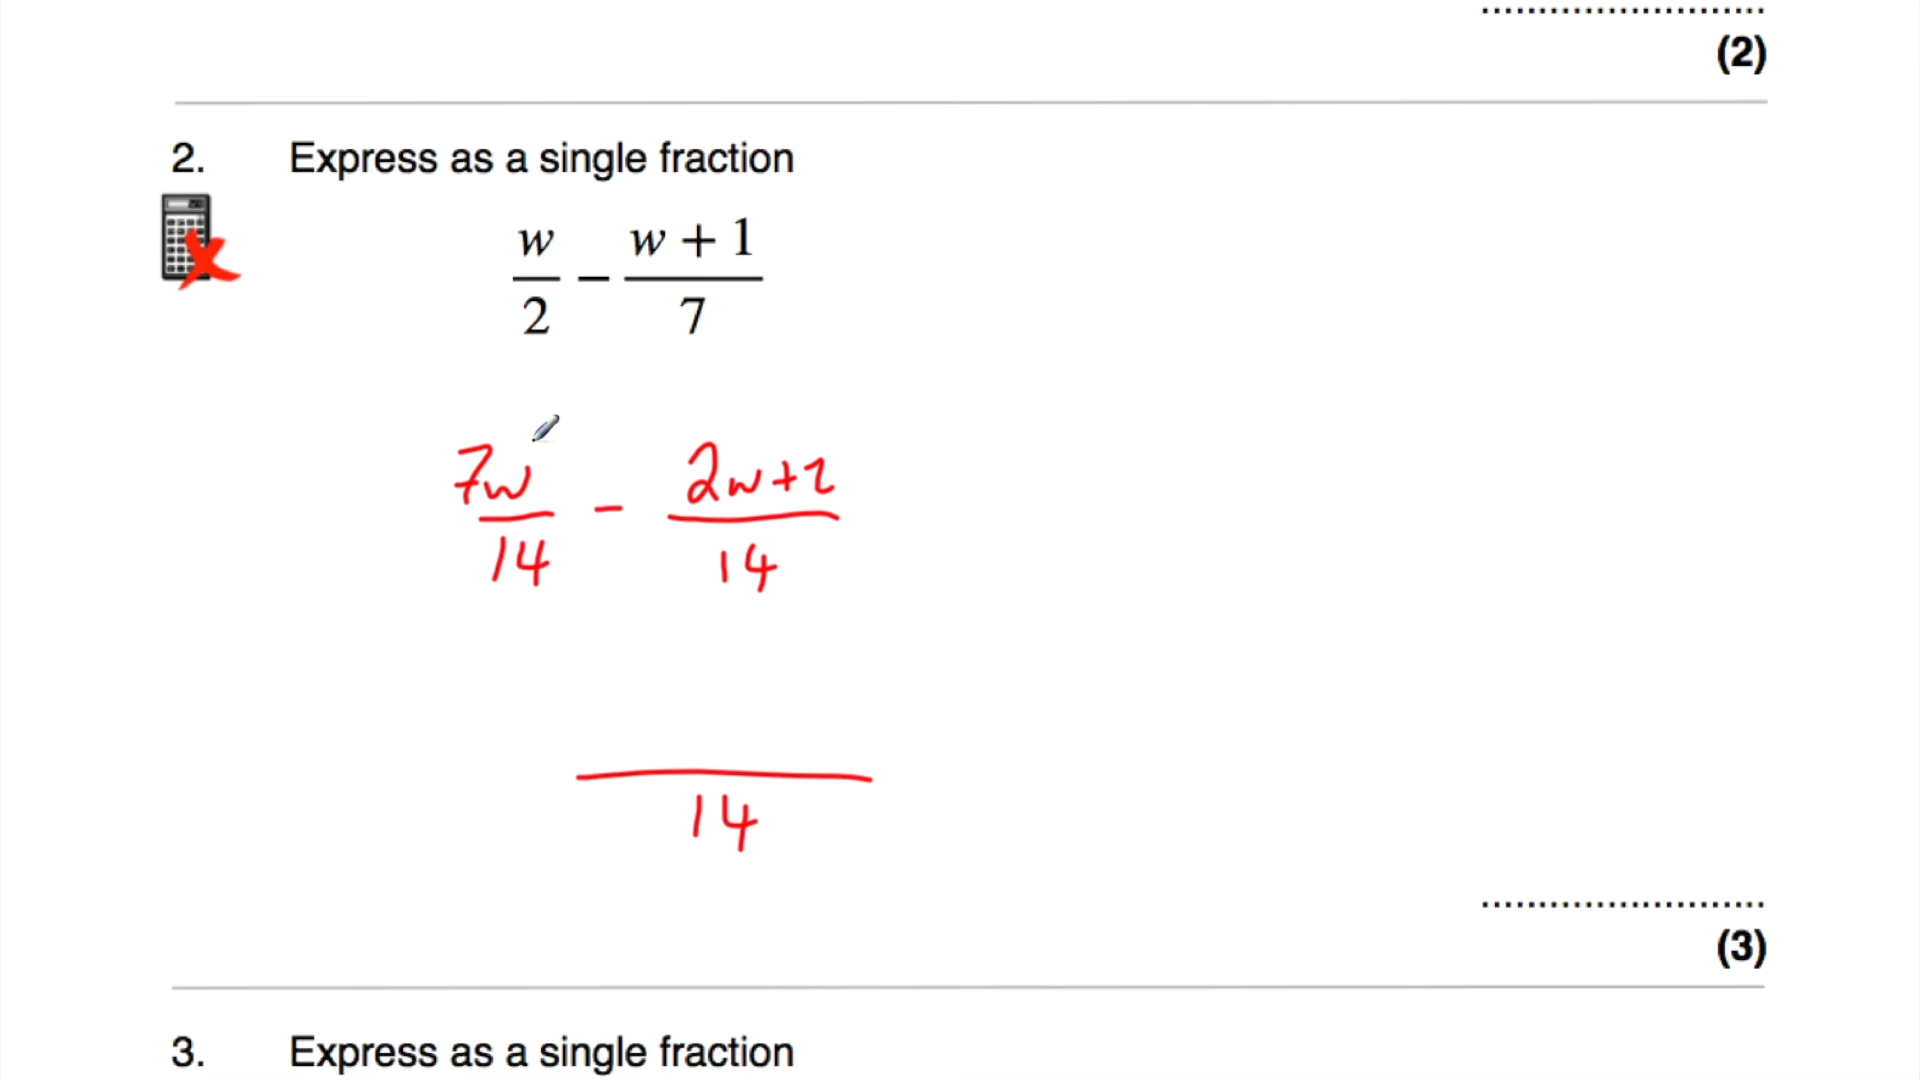 (2)
2. Express as a single fraction
w/2 − (w + 1)/7
7w/14 − (2w+2)/14
14
(3)
3. Express as a single fraction